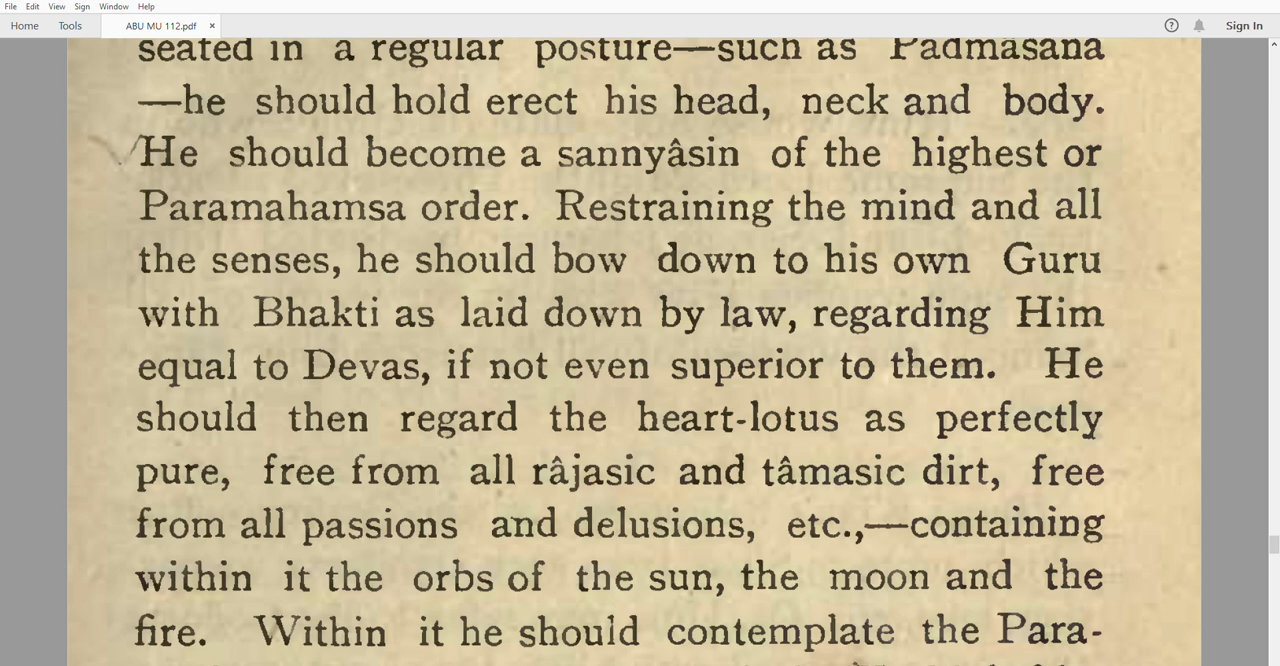 File Edit View Sign Window Help
Home Tools ABU MU 112.pdf × Sign In
seated in a regular posture—such as Padmasana
—he should hold erect his head, neck and body.
He should become a sannyâsin of the highest or
Paramahamsa order. Restraining the mind and all
the senses, he should bow down to his own Guru
with Bhakti as laid down by law, regarding Him
equal to Devas, if not even superior to them. He
should then regard the heart-lotus as perfectly
pure, free from all râjasic and tâmasic dirt, free
from all passions and delusions, etc.,—containing
within it the orbs of the sun, the moon and the
fire. Within it he should contemplate the Para-